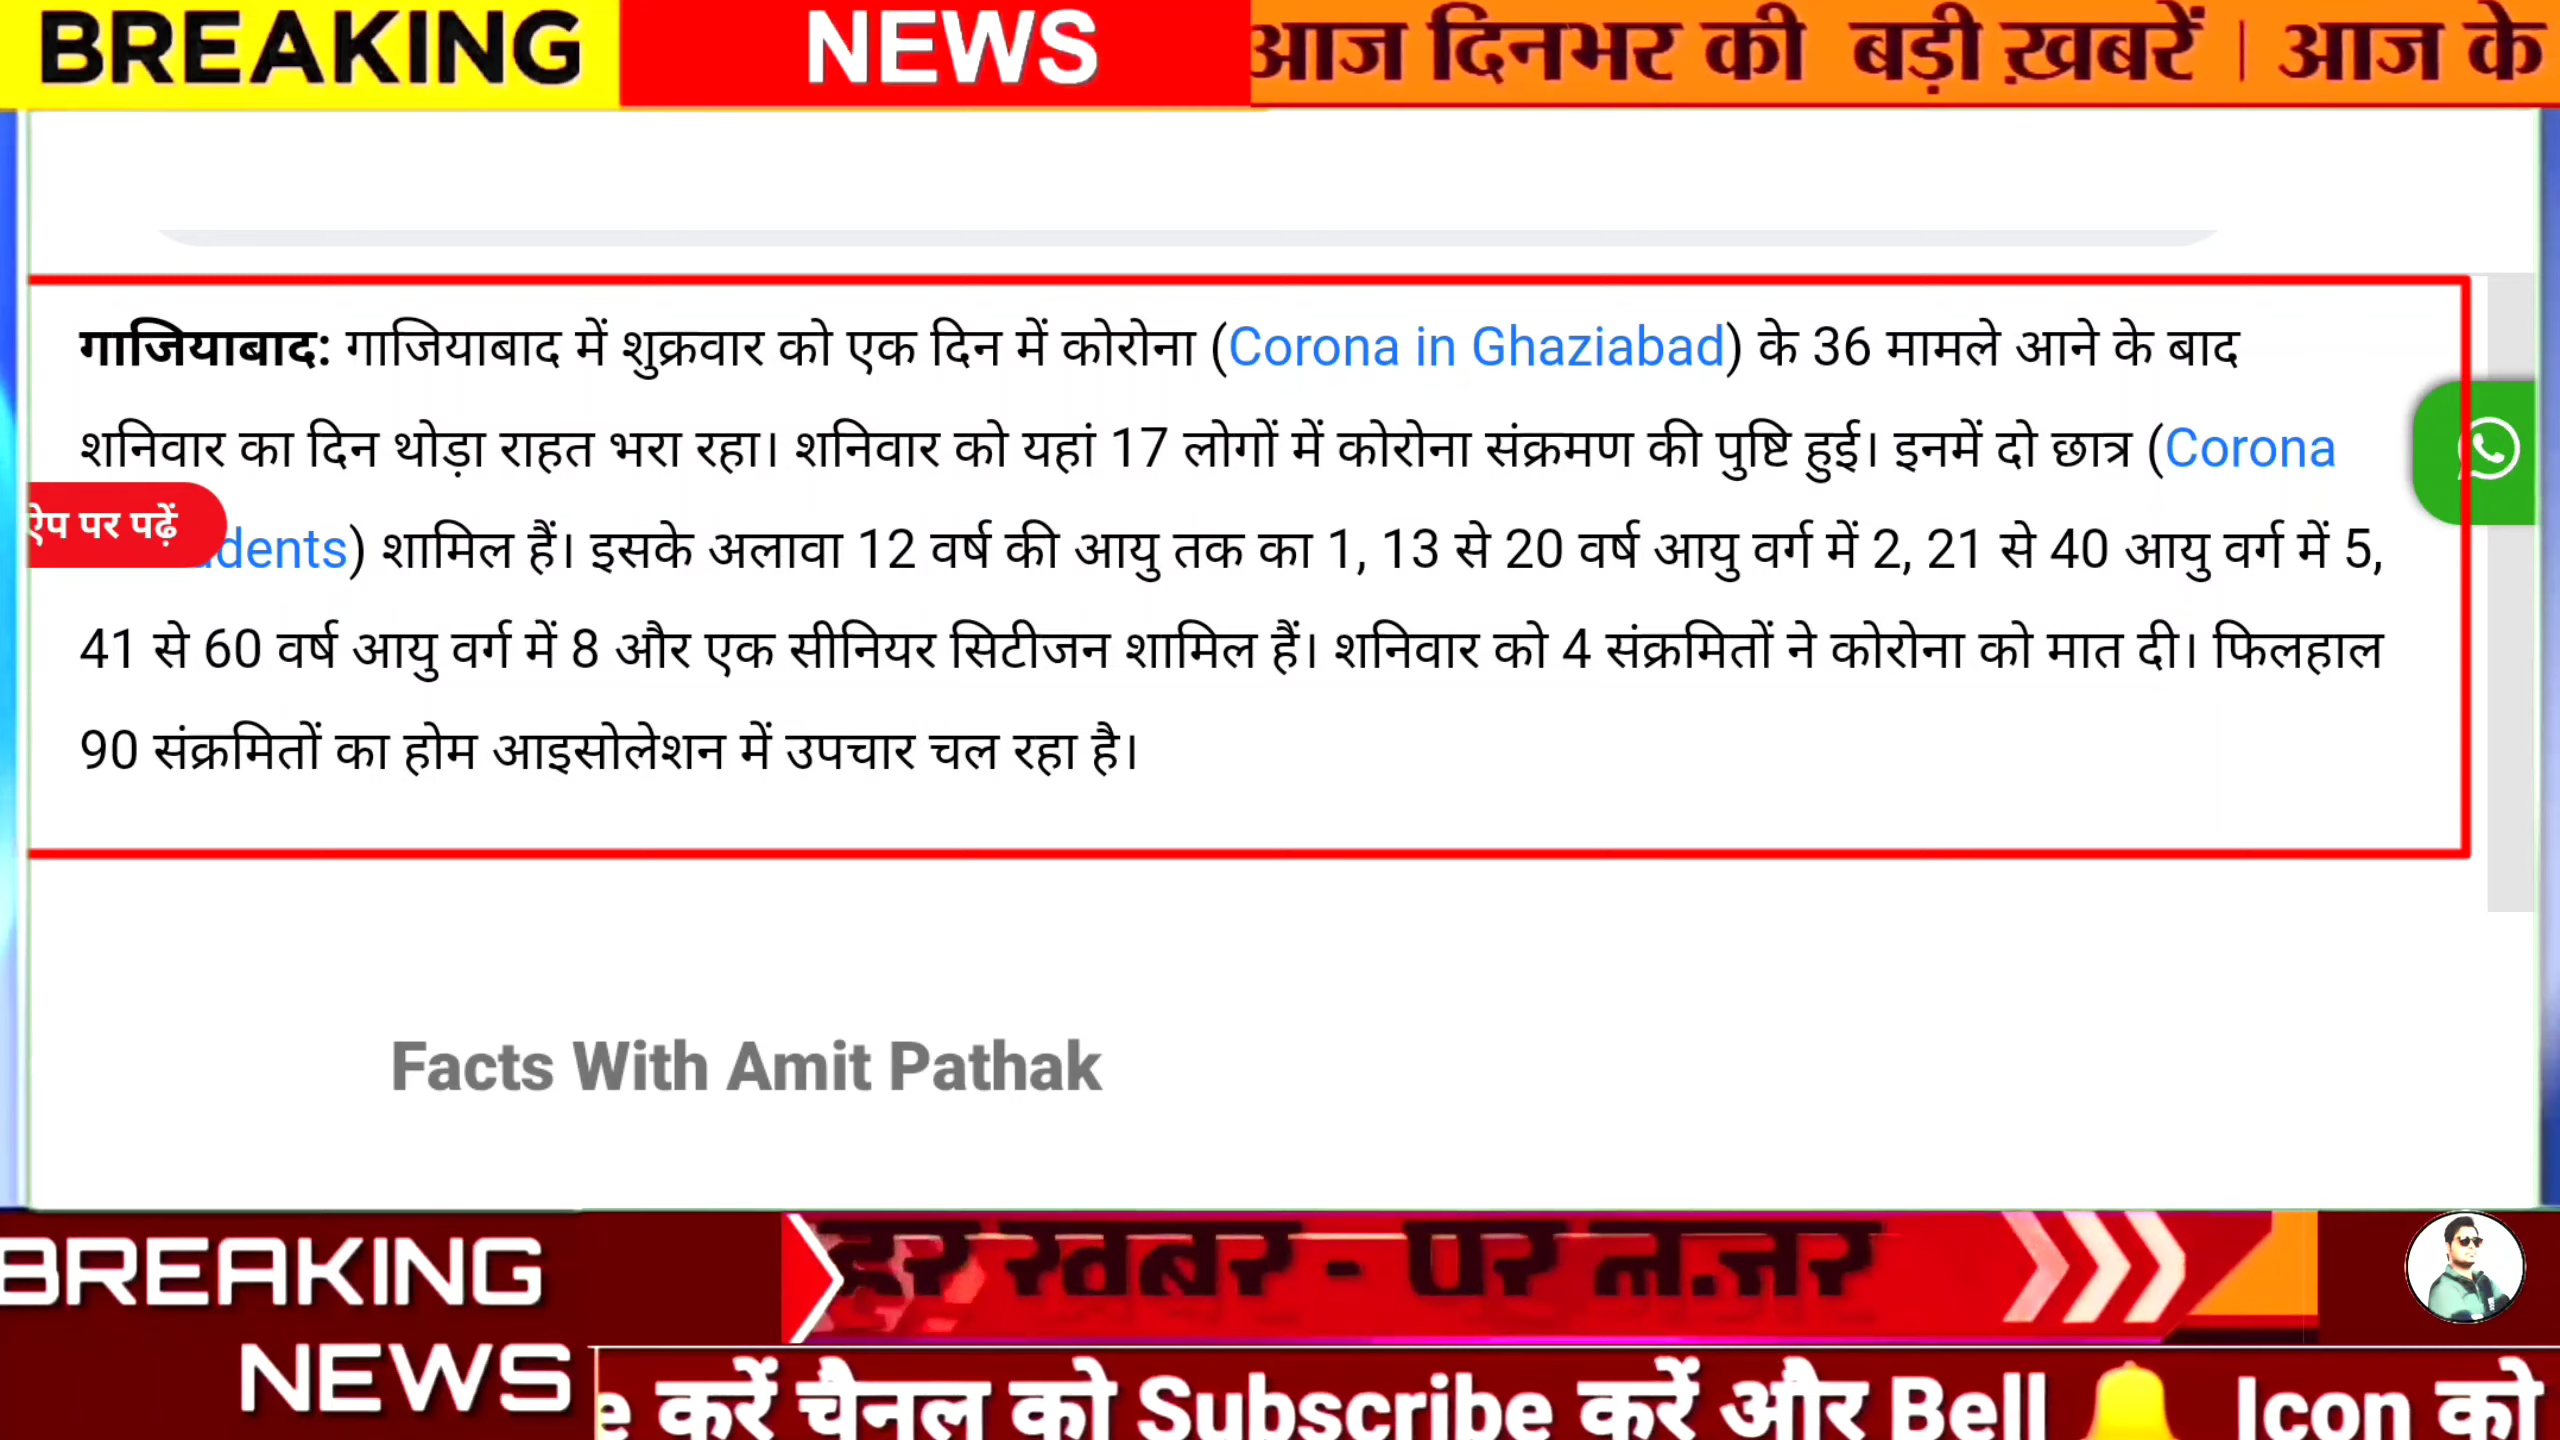 BREAKING NEWS आज दिनभर की बड़ी ख़बरें | आज के
गाजियाबाद: गाजियाबाद में शुक्रवार को एक दिन में कोरोना (Corona in Ghaziabad) के 36 मामले आने के बाद
शनिवार का दिन थोड़ा राहत भरा रहा। शनिवार को यहां 17 लोगों में कोरोना संक्रमण की पुष्टि हुई। इनमें दो छात्र (Corona
ऐप पर पढ़ें
dents) शामिल हैं। इसके अलावा 12 वर्ष की आयु तक का 1, 13 से 20 वर्ष आयु वर्ग में 2, 21 से 40 आयु वर्ग में 5,
41 से 60 वर्ष आयु वर्ग में 8 और एक सीनियर सिटीजन शामिल हैं। शनिवार को 4 संक्रमितों ने कोरोना को मात दी। फिलहाल
90 संक्रमितों का होम आइसोलेशन में उपचार चल रहा है।
Facts With Amit Pathak
BREAKING
NEWS
हर खबर - पर नज़र
e करें चैनल को Subscribe करें और Bell 🔔 Icon को